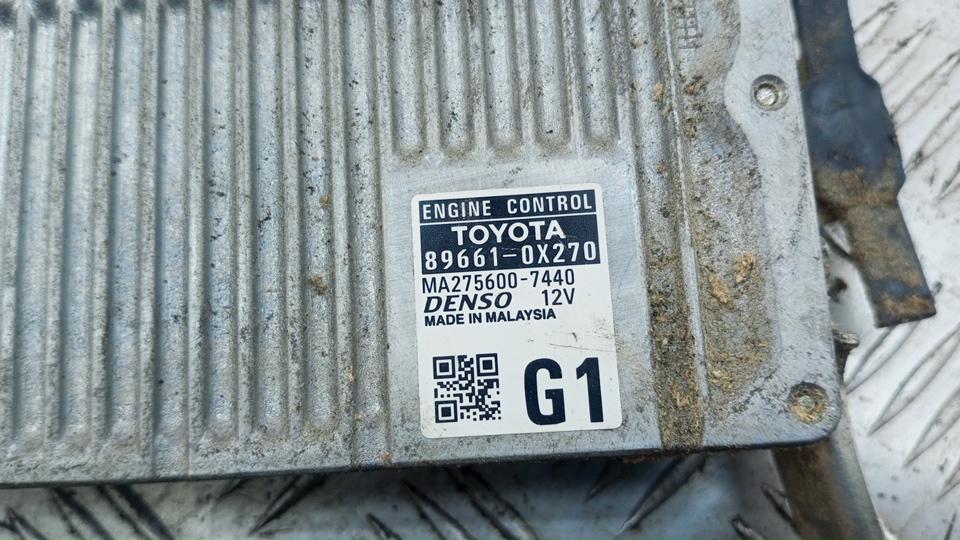 ENGINE CONTROL
TOYOTA
89661-0X270
MA275600-7440
DENSO 12V
MADE IN MALAYSIA
G1